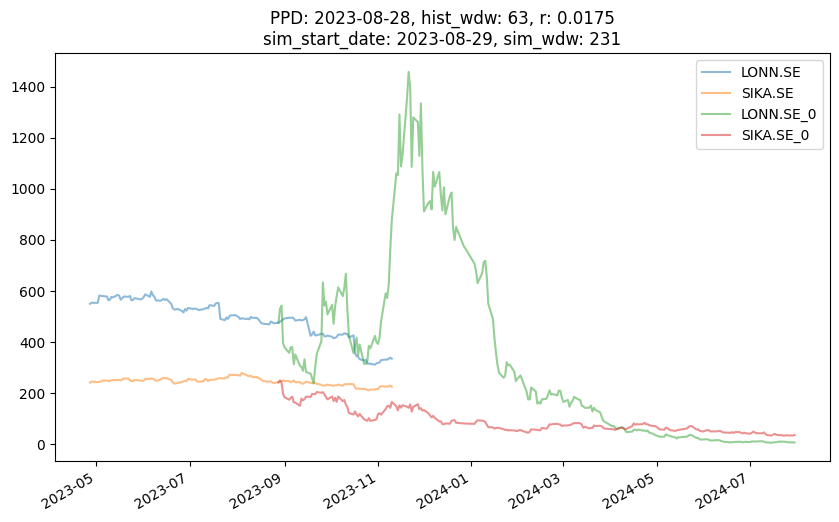 PPD: 2023-08-28, hist_wdw: 63, r: 0.0175
sim_start_date: 2023-08-29, sim_wdw: 231
LONN.SE
SIKA.SE
LONN.SE_0
SIKA.SE_0
1400
1200
1000
800
600
400
200
0
2023-05
2023-07
2023-09
2023-11
2024-01
2024-03
2024-05
2024-07